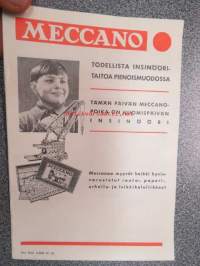 MECCANO
TODELLISTA INSINÖÖRI-
TAITOA PIENOISMUODOSSA
TÄMÄN PÄIVÄN MECCANO-
POIKA ON HUOMISPÄIVÄN
INSINÖÖRI
Meccanoa myyvät kaikki hyvin-
varustetut rauta-, paperi-,
urheilu- ja leikkikaluliikkeet